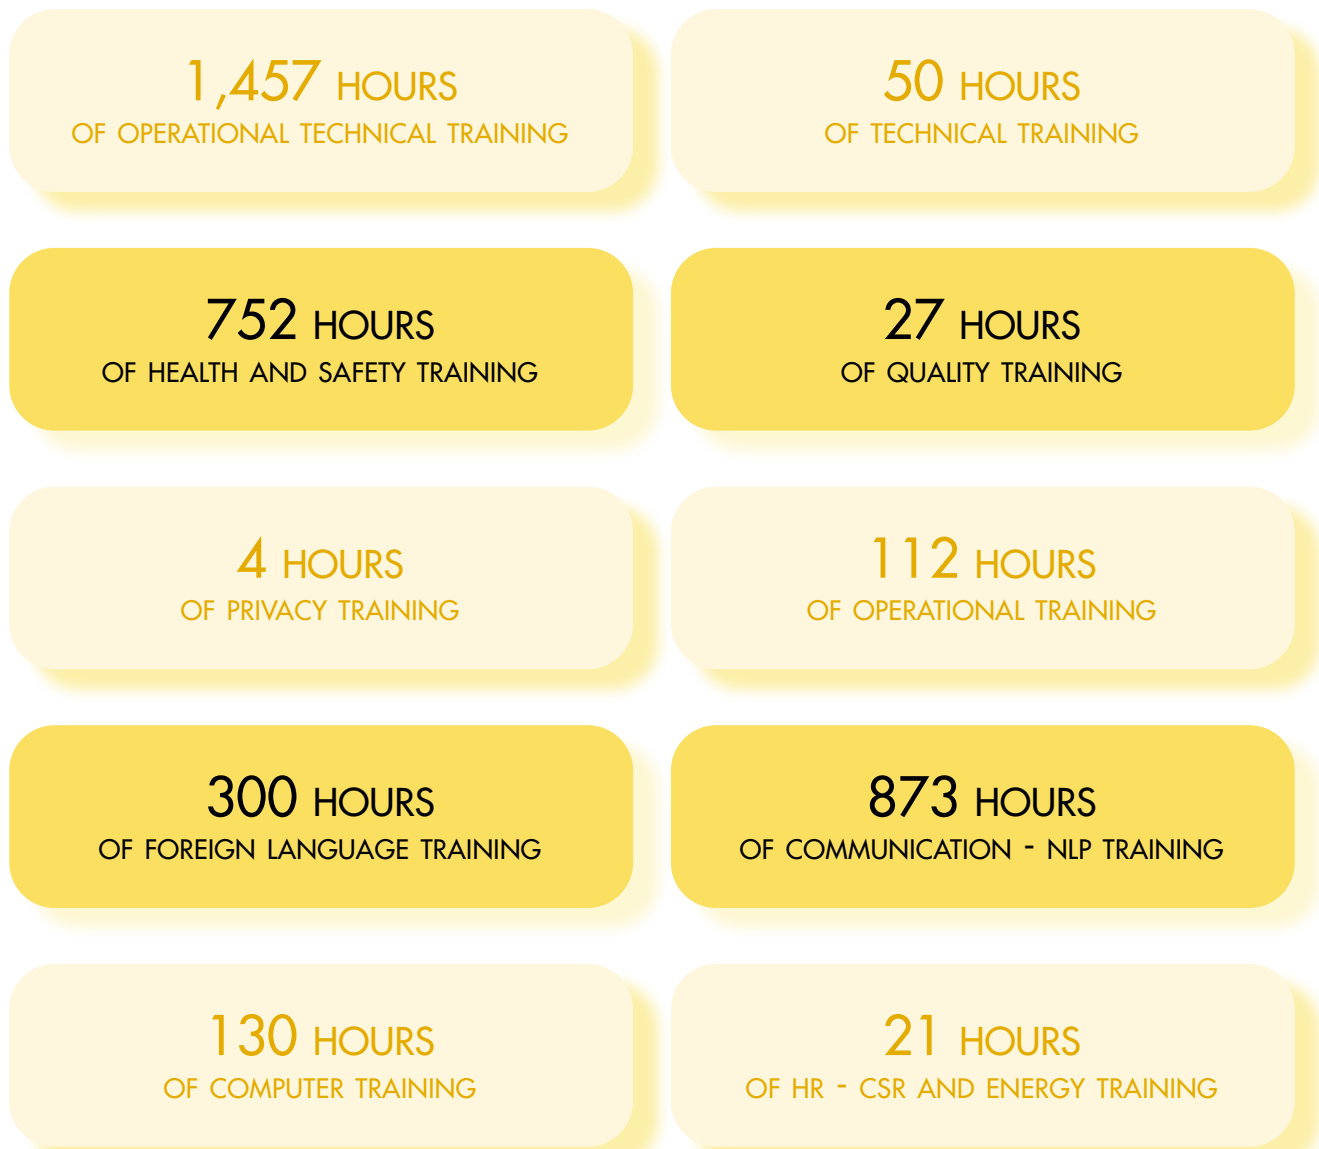 1,457 HOURS
OF OPERATIONAL TECHNICAL TRAINING
50 HOURS
OF TECHNICAL TRAINING
752 HOURS
OF HEALTH AND SAFETY TRAINING
27 HOURS
OF QUALITY TRAINING
4 HOURS
OF PRIVACY TRAINING
112 HOURS
OF OPERATIONAL TRAINING
300 HOURS
OF FOREIGN LANGUAGE TRAINING
873 HOURS
OF COMMUNICATION - NLP TRAINING
130 HOURS
OF COMPUTER TRAINING
21 HOURS
OF HR - CSR AND ENERGY TRAINING